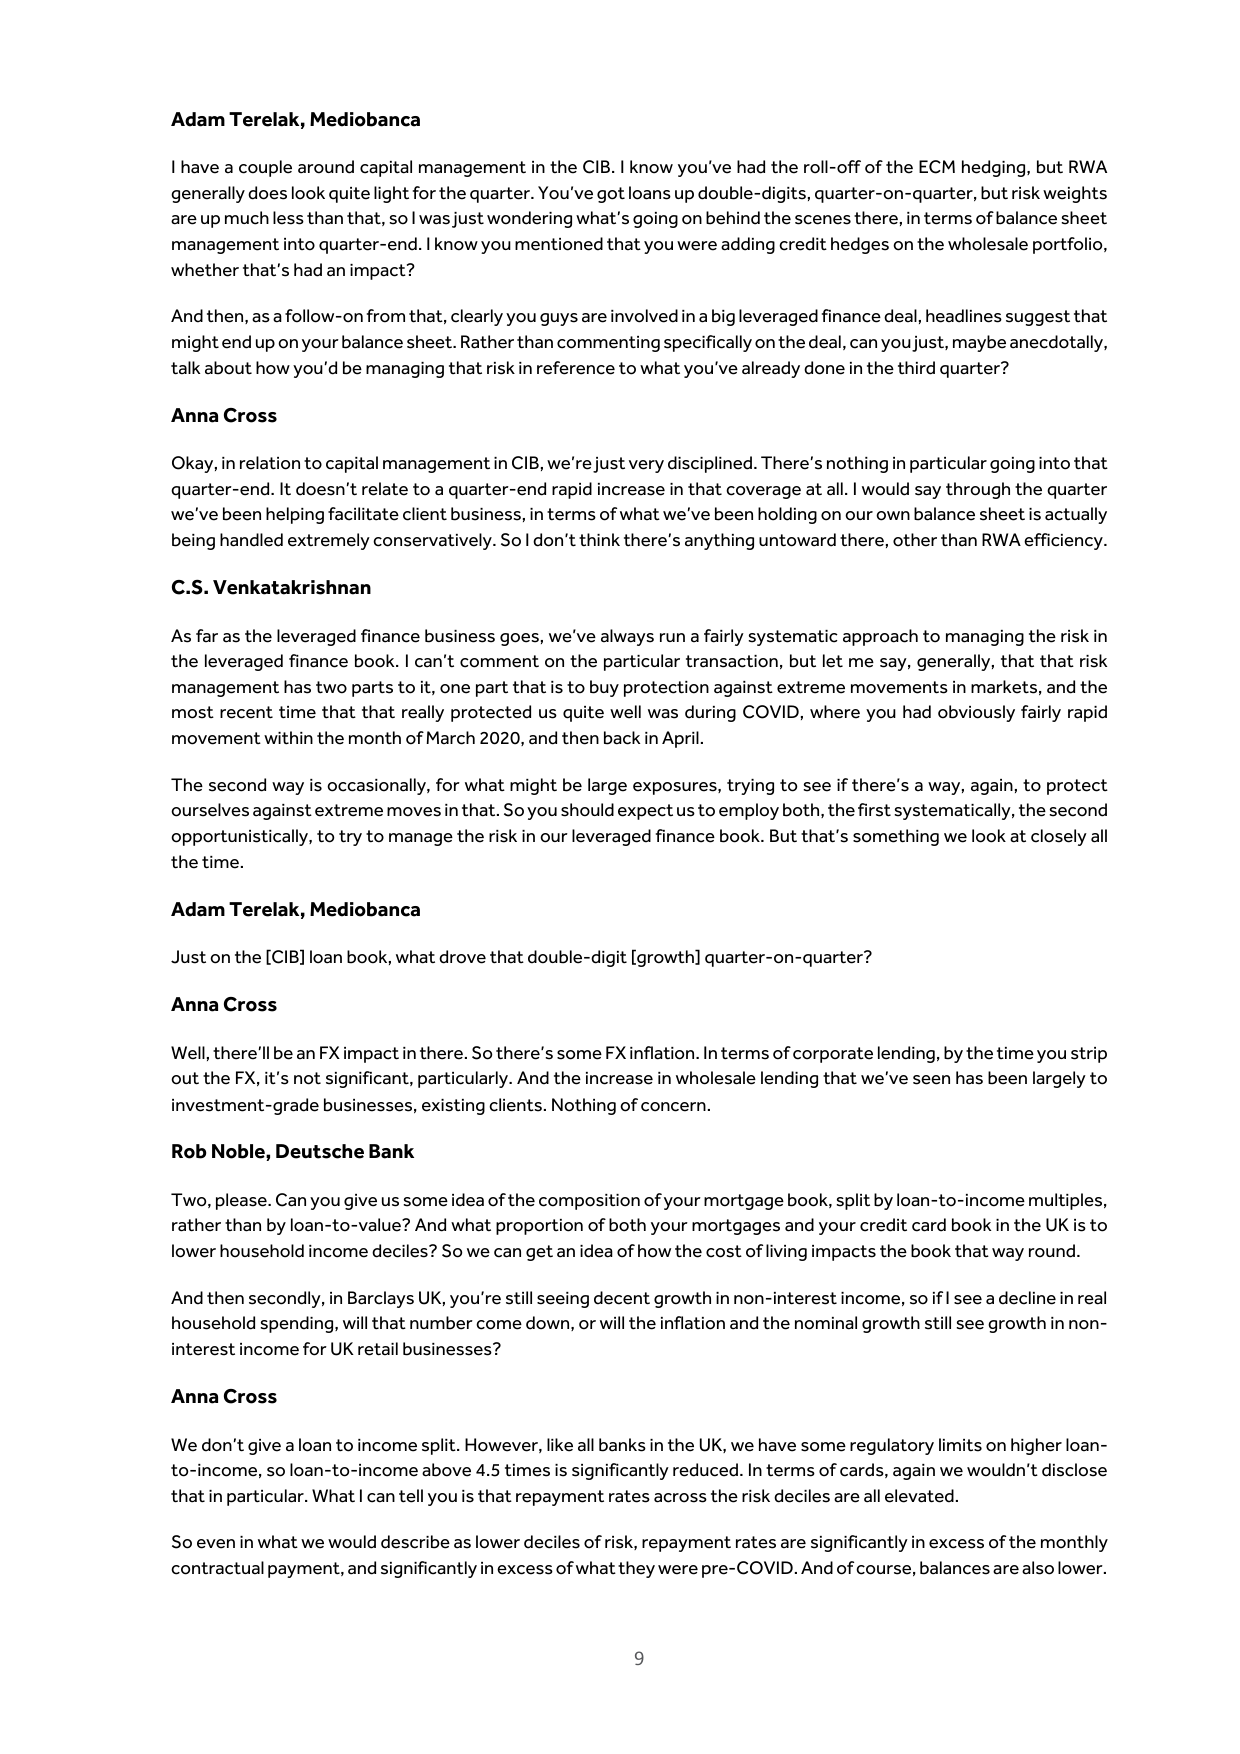 Adam Terelak, Mediobanca
I have a couple around capital management in the CIB. I know you've had the roll-off of the ECM hedging, but RWA
generally does look quite light for the quarter. You've got loans up double-digits, quarter-on-quarter, but risk weights
are up much less than that, so I was just wondering what's going on behind the scenes there, in terms of balance sheet
management into quarter-end. I know you mentioned that you were adding credit hedges on the wholesale portfolio,
whether that's had an impact?
And then, as a follow-on from that, clearly you guys are involved in a big leveraged finance deal, headlines suggest that
might end up on your balance sheet. Rather than commenting specifically on the deal, can you just, maybe anecdotally,
talk about how you'd be managing that risk in reference to what you've already done in the third quarter?
Anna Cross
Okay, in relation to capital management in CIB, we're just very disciplined. There's nothing in particular going into that
quarter-end. It doesn't relate to a quarter-end rapid increase in that coverage at all. I would say through the quarter
we've been helping facilitate client business, in terms of what we've been holding on our own balance sheet is actually
being handled extremely conservatively. So I don't think there's anything untoward there, other than RWA efficiency.
C.S. Venkatakrishnan
As far as the leveraged finance business goes, we've always run a fairly systematic approach to managing the risk in
the leveraged finance book. I can't comment on the particular transaction, but let me say, generally, that that risk
management has two parts to it, one part that is to buy protection against extreme movements in markets, and the
most recent time that that really protected us quite well was during COVID, where you had obviously fairly rapid
movement within the month of March 2020, and then back in April.
The second way is occasionally, for what might be large exposures, trying to see if there's a way, again, to protect
ourselves against extreme moves in that. So you should expect us to employ both, the first systematically, the second
opportunistically, to try to manage the risk in our leveraged finance book. But that's something we look at closely all
the time.
Adam Terelak, Mediobanca
Just on the [CIB] loan book, what drove that double-digit [growth] quarter-on-quarter?
Anna Cross
Well, there'll be an FX impact in there. So there's some FX inflation. In terms of corporate lending, by the time you strip
out the FX, it's not significant, particularly. And the increase in wholesale lending that we've seen has been largely to
investment-grade businesses, existing clients. Nothing of concern.
Rob Noble, Deutsche Bank
Two, please. Can you give us some idea of the composition of your mortgage book, split by loan-to-income multiples,
rather than by loan-to-value? And what proportion of both your mortgages and your credit card book in the UK is to
lower household income deciles? So we can get an idea of how the cost of living impacts the book that way round.
And then secondly, in Barclays UK, you're still seeing decent growth in non-interest income, so if I see a decline in real
household spending, will that number come down, or will the inflation and the nominal growth still see growth in non-
interest income for UK retail businesses?
Anna Cross
We don't give a loan to income split. However, like all banks in the UK, we have some regulatory limits on higher loan-
to-income, so loan-to-income above 4.5 times is significantly reduced. In terms of cards, again we wouldn't disclose
that in particular. What I can tell you is that repayment rates across the risk deciles are all elevated.
So even in what we would describe as lower deciles of risk, repayment rates are significantly in excess of the monthly
contractual payment, and significantly in excess of what they were pre-COVID. And of course, balances are also lower.
9